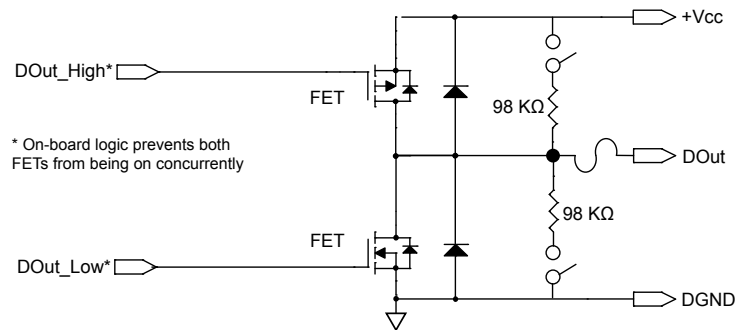 +Vcc
DOut_High*
FET
98 KΩ
* On-board logic prevents both
FETs from being on concurrently
DOut
98 KΩ
FET
DOut_Low*
DGND